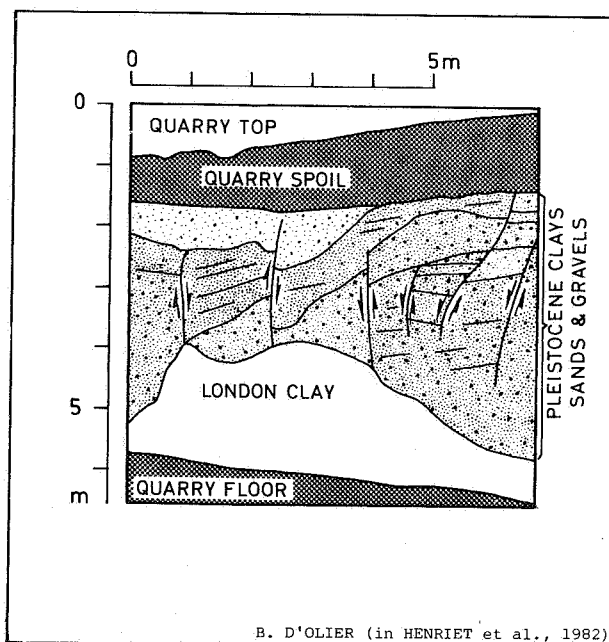 0 5m
0
QUARRY TOP
QUARRY SPOIL
PLEISTOCENE CLAYS
SANDS & GRAVELS
LONDON CLAY
5
m
QUARRY FLOOR
B. D'OLIER (in HENRIET et al., 1982)